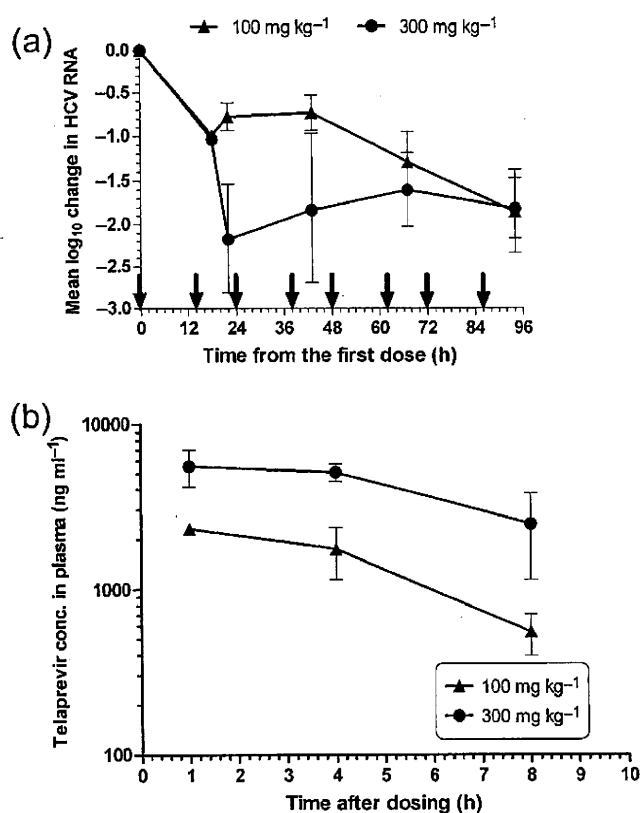 ▲ 100 mg kg⁻¹ ● 300 mg kg⁻¹
(a)
Mean log₁₀ change in HCV RNA
0.0
−0.5
−1.0
−1.5
−2.0
−2.5
−3.0
0 12 24 36 48 60 72 84 96
Time from the first dose (h)
(b)
Telaprevir conc. in plasma (ng ml⁻¹)
10000
1000
100
▲ 100 mg kg⁻¹
● 300 mg kg⁻¹
0 1 2 3 4 5 6 7 8 9 10
Time after dosing (h)